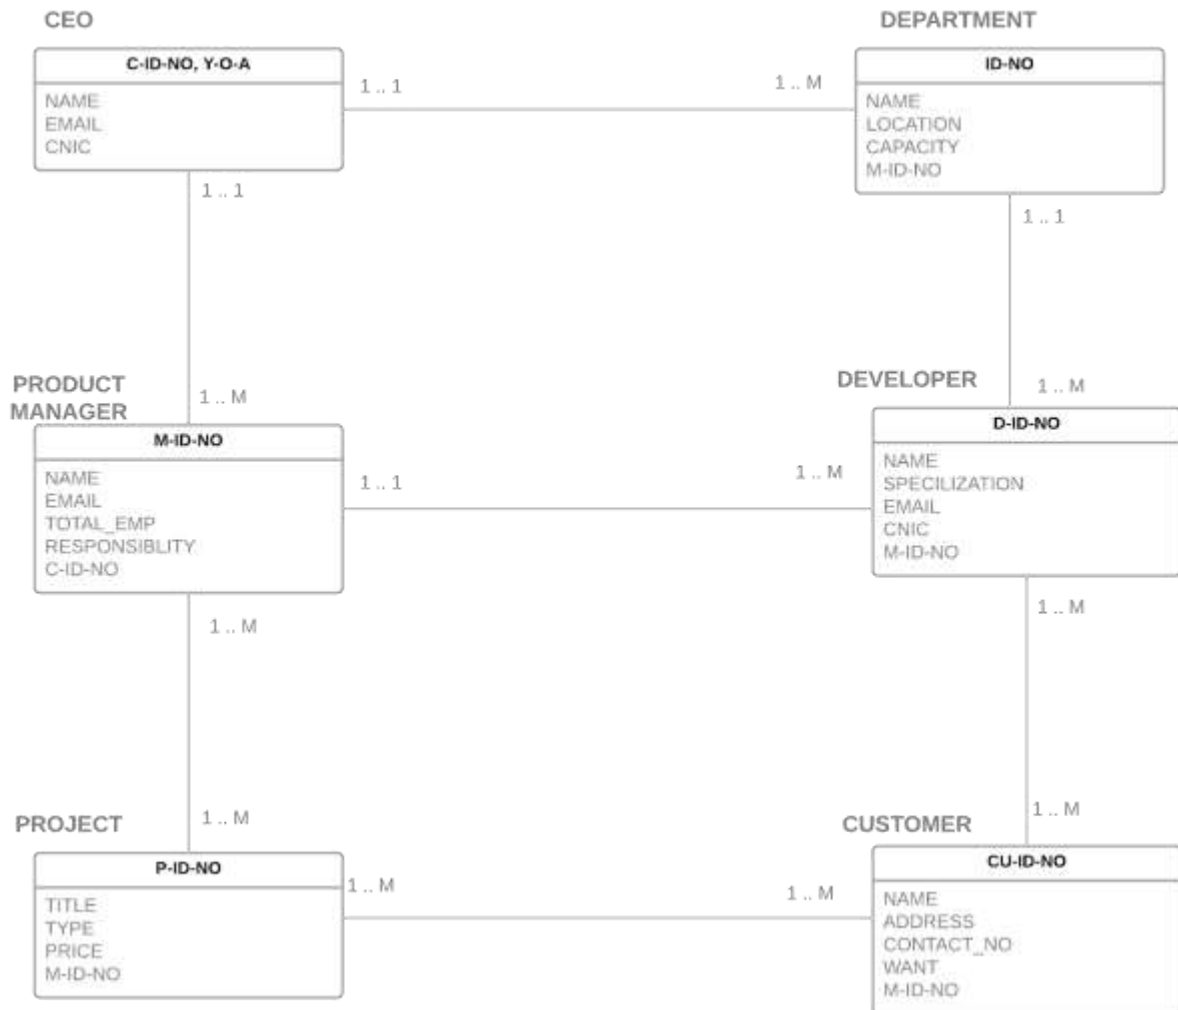 CEO
C-ID-NO, Y-O-A
NAME
EMAIL
CNIC
1 .. 1
1 .. M
DEPARTMENT
ID-NO
NAME
LOCATION
CAPACITY
M-ID-NO
1 .. 1
1 .. 1
1 .. M
PRODUCT
MANAGER
M-ID-NO
NAME
EMAIL
TOTAL_EMP
RESPONSIBLITY
C-ID-NO
1 .. 1
1 .. M
DEVELOPER
1 .. M
D-ID-NO
NAME
SPECILIZATION
EMAIL
CNIC
M-ID-NO
1 .. M
1 .. M
1 .. M
PROJECT
P-ID-NO
TITLE
TYPE
PRICE
M-ID-NO
1 .. M
1 .. M
1 .. M
CUSTOMER
CU-ID-NO
NAME
ADDRESS
CONTACT_NO
WANT
M-ID-NO